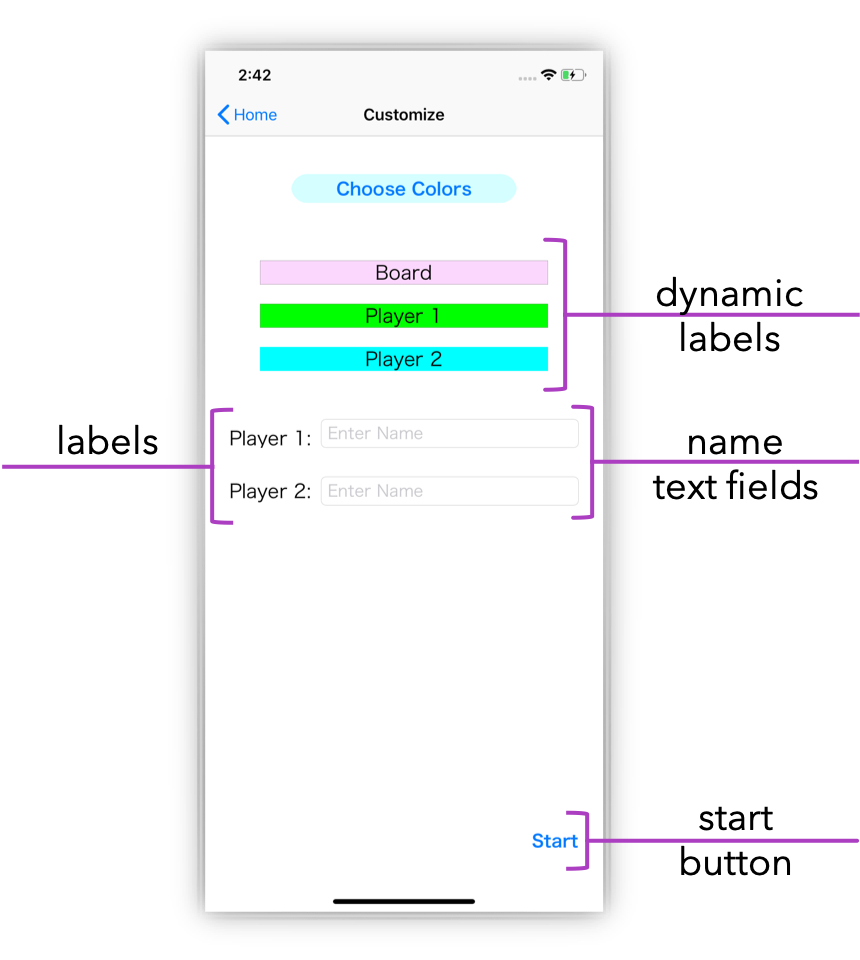 2:42
Home
Customize
Choose Colors
Board
Player 1
Player 2
dynamic
labels
labels
Player 1:
Enter Name
Player 2:
Enter Name
name
text fields
Start
start
button